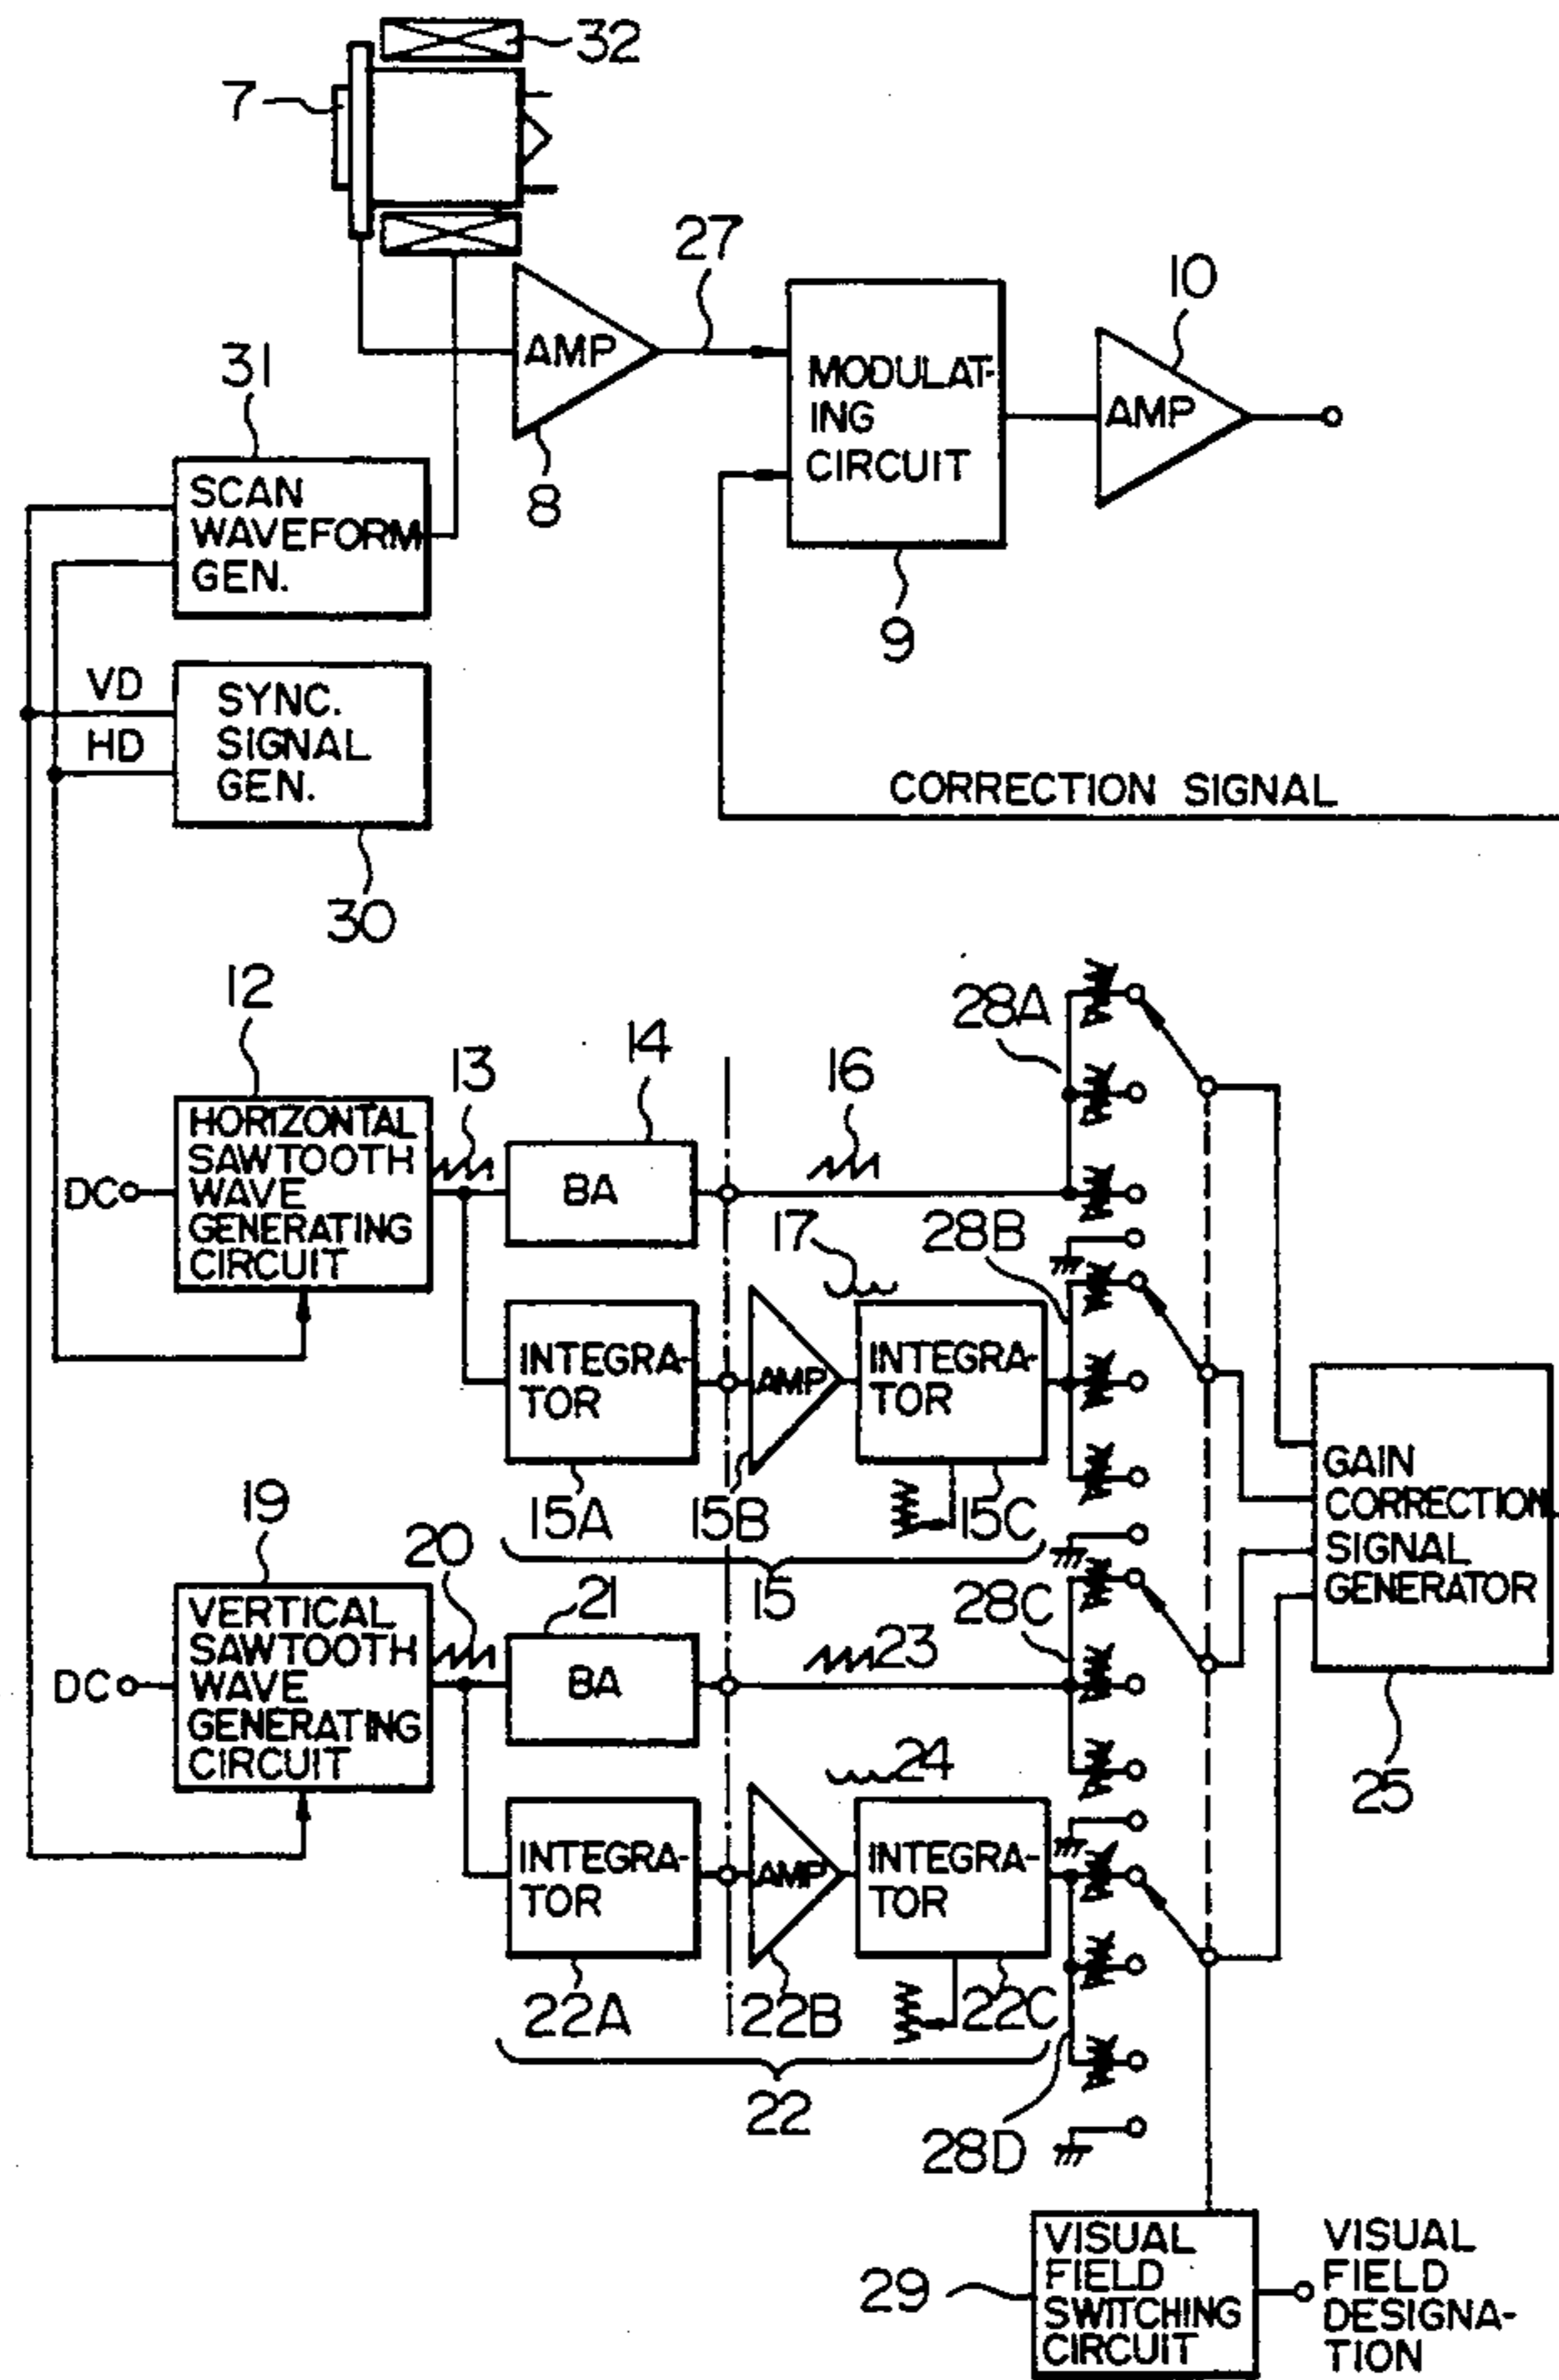 32
7
27
10
AMP
8
MODULAT-
ING
CIRCUIT
9
AMP
31
SCAN
WAVEFORM
GEN.
VD
HD
SYNC.
SIGNAL
GEN.
30
CORRECTION SIGNAL
12
HORIZONTAL
SAWTOOTH
WAVE
GENERATING
CIRCUIT
DC
13
14
BA
16
28A
17
28B
INTEGRA-
TOR
AMP
INTEGRA-
TOR
15A
15B
15C
15
GAIN
CORRECTION
SIGNAL
GENERATOR
25
19
VERTICAL
SAWTOOTH
WAVE
GENERATING
CIRCUIT
DC
20
21
BA
23
28C
24
INTEGRA-
TOR
AMP
INTEGRA-
TOR
22A
22B
22C
22
28D
29
VISUAL
FIELD
SWITCHING
CIRCUIT
VISUAL
FIELD
DESIGNA-
TION